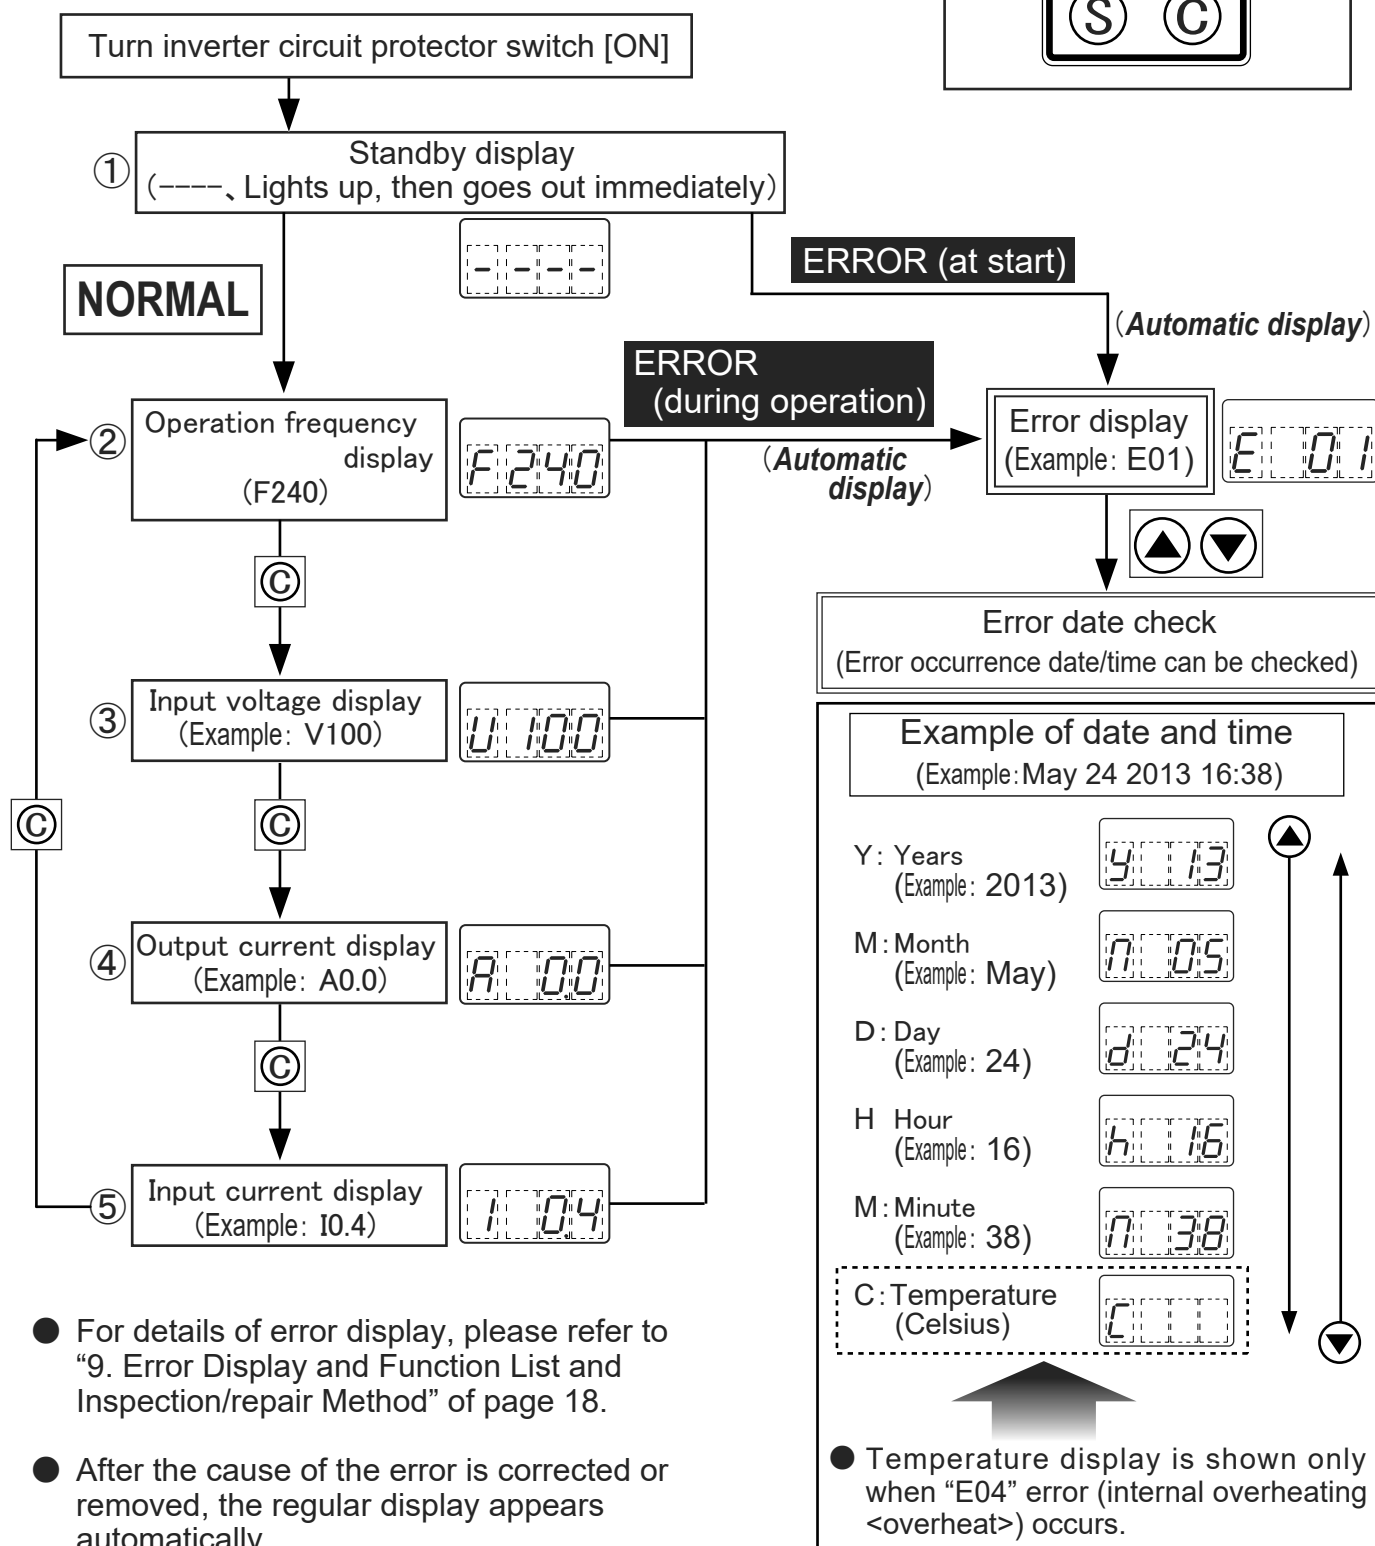 Ⓢ Ⓒ
Turn inverter circuit protector switch [ON]
① Standby display
（----、Lights up, then goes out immediately）
- - - -
NORMAL
ERROR (at start)
（Automatic display）
ERROR
(during operation)
（Automatic
display）
② Operation frequency
display
（F240）
F240
Error display
(Example: E01)
E 01
Ⓒ
▲ ▼
Error date check
(Error occurrence date/time can be checked)
③ Input voltage display
(Example: V100)
U 100
Ⓒ
Ⓒ
④ Output current display
(Example: A0.0)
A 0.0
Ⓒ
⑤ Input current display
(Example: I0.4)
I 0.4
Example of date and time
(Example:May 24 2013 16:38)
Y: Years
(Example: 2013)
y 13
M:Month
(Example: May)
n 05
D:Day
(Example: 24)
d 24
H Hour
(Example: 16)
h 16
M:Minute
(Example: 38)
n 38
C:Temperature
(Celsius)
C
▲
▼
● Temperature display is shown only
when “E04” error (internal overheating
<overheat>) occurs.
● For details of error display, please refer to
“9. Error Display and Function List and
Inspection/repair Method” of page 18.
● After the cause of the error is corrected or
removed, the regular display appears
automatically